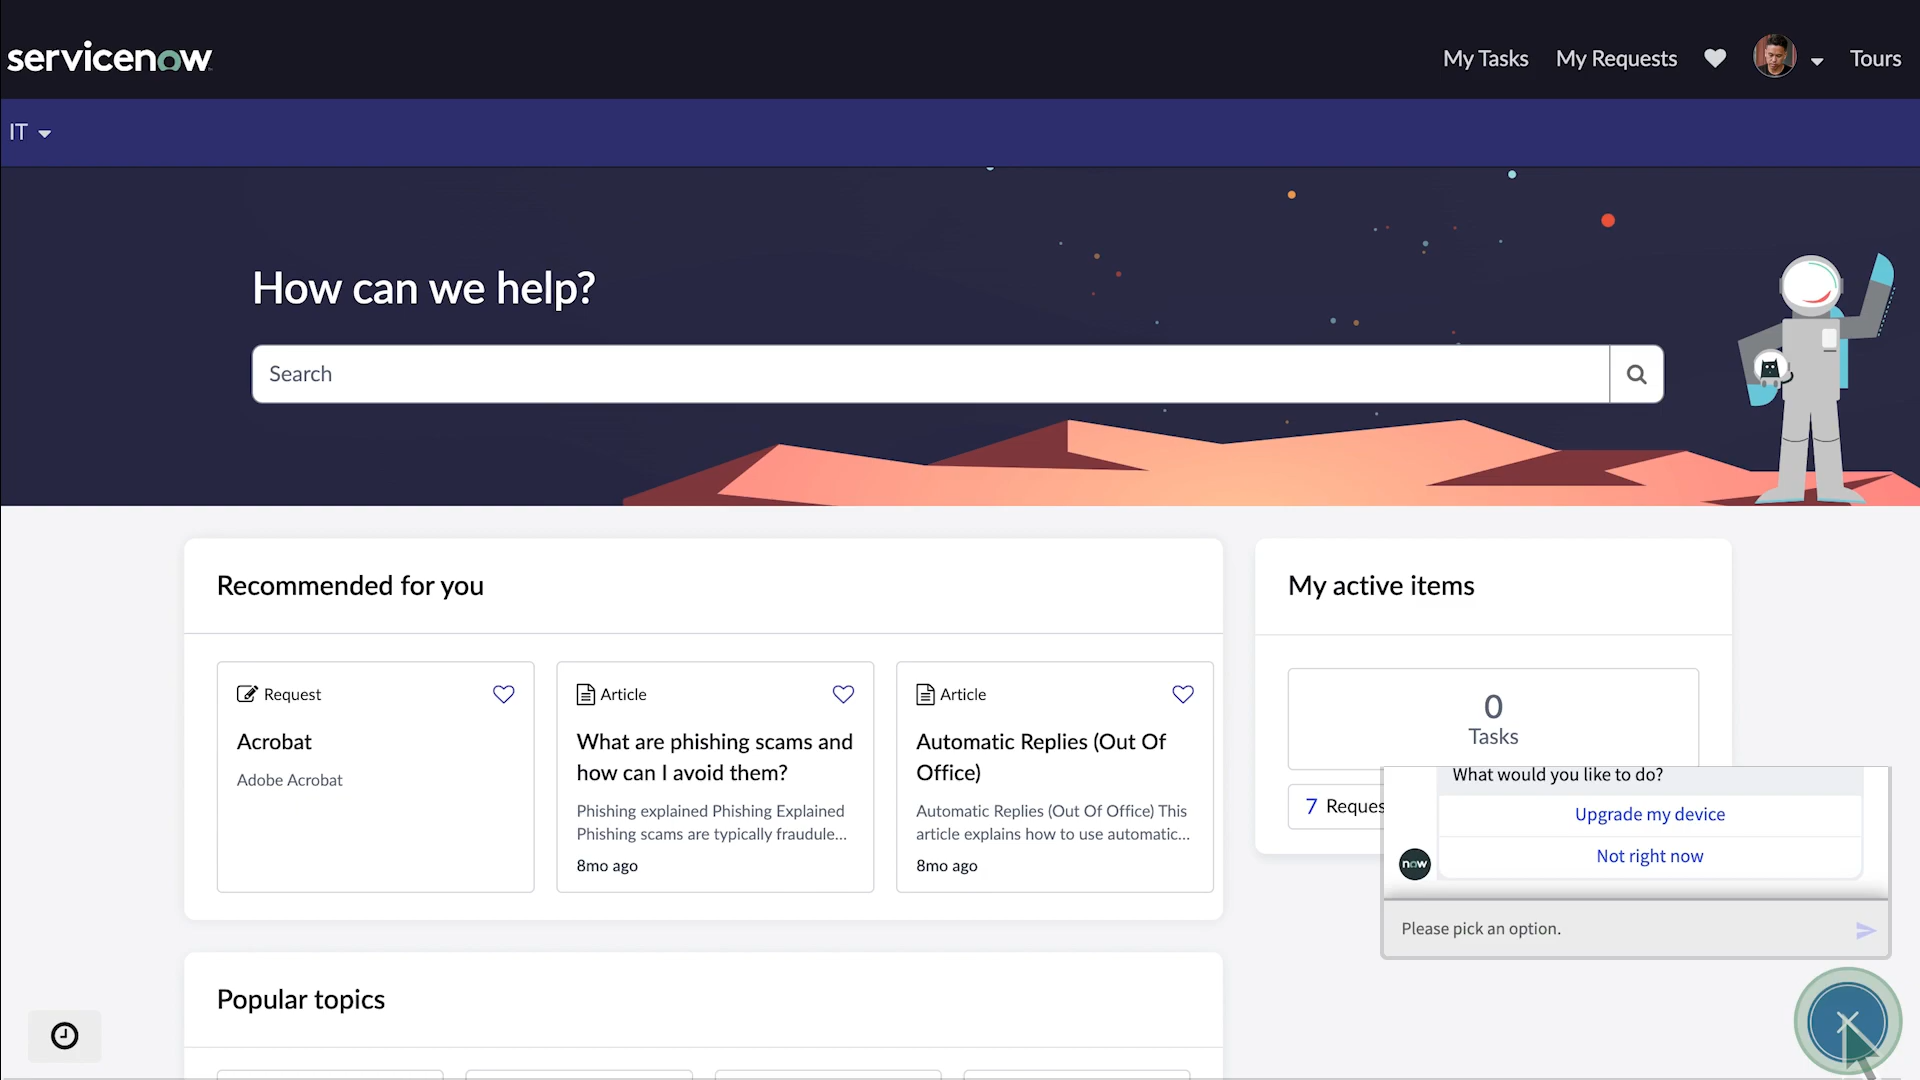 servicenow
My Tasks
My Requests
Tours
IT
How can we help?
Search
Recommended for you
Request
Acrobat
Adobe Acrobat
Article
What are phishing scams and
how can I avoid them?
Phishing explained Phishing Explained
Phishing scams are typically fraudule...
8mo ago
Article
Automatic Replies (Out Of
Office)
Automatic Replies (Out Of Office) This
article explains how to use automatic...
8mo ago
My active items
0
Tasks
7 Reques
What would you like to do?
Upgrade my device
Not right now
now
Please pick an option.
Popular topics